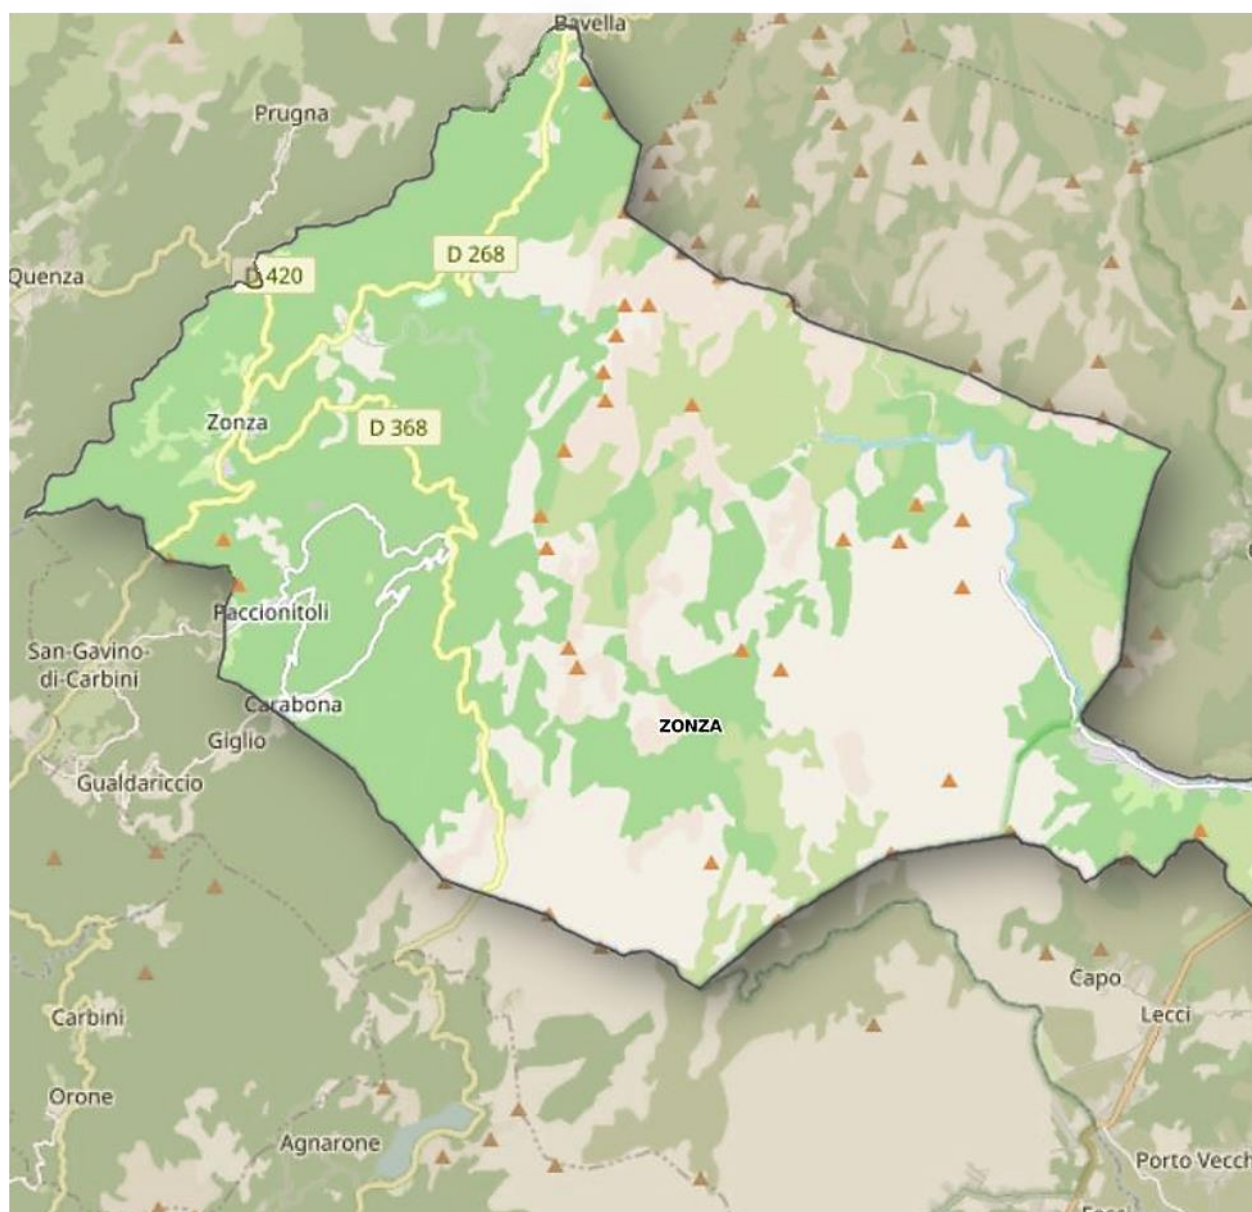 Bavella
Prugna
D 268
Quenza
D 420
Zonza
D 368
Paccionitoli
San-Gavino-
di-Carbini
Carabona
ZONZA
Giglio
Gualdariccio
Capo
Lecci
Carbini
Orone
Agnarone
Porto Vecch